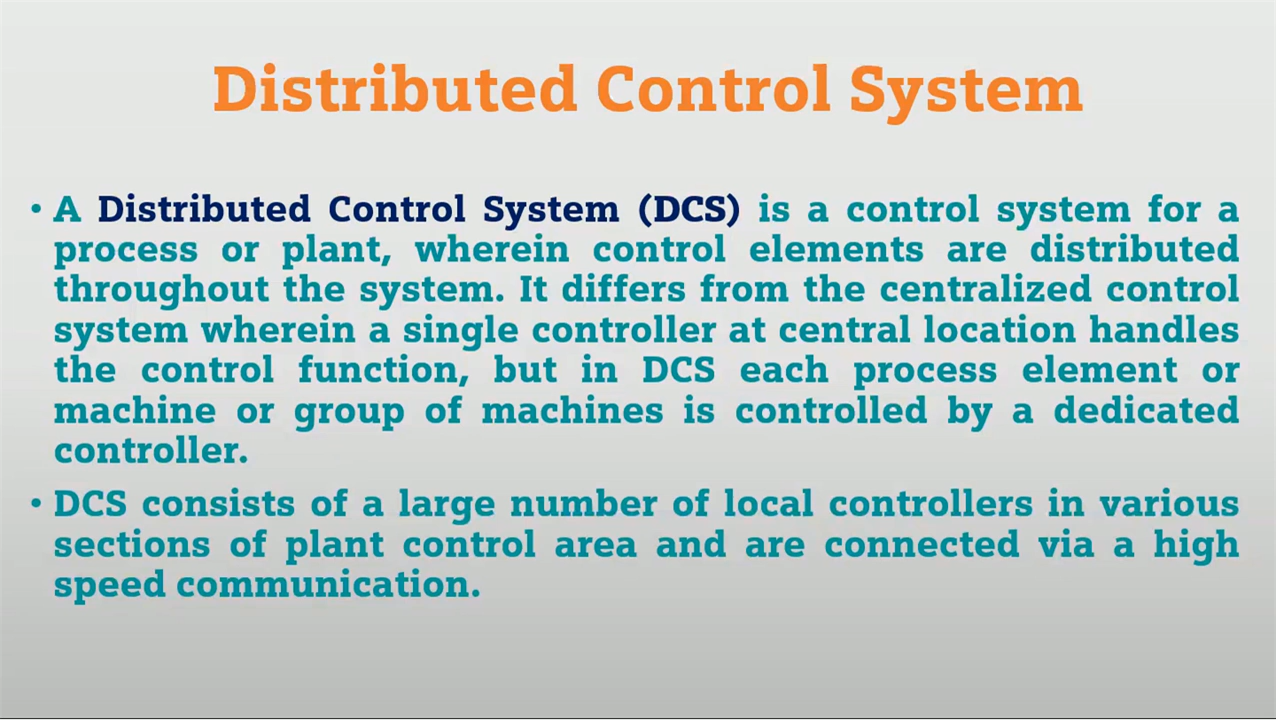 Distributed Control System
• A Distributed Control System (DCS) is a control system for a
process or plant, wherein control elements are distributed
throughout the system. It differs from the centralized control
system wherein a single controller at central location handles
the control function, but in DCS each process element or
machine or group of machines is controlled by a dedicated
controller.
• DCS consists of a large number of local controllers in various
sections of plant control area and are connected via a high
speed communication.